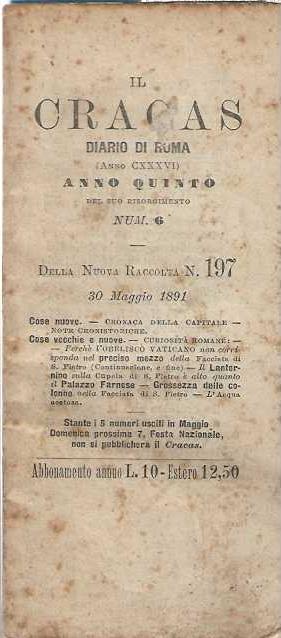 IL
CRACAS
DIARIO DI ROMA
(ANNO CXXXVI)
ANNO QUINTO
DEL SUO RISORGIMENTO
NUM. 6
DELLA NUOVA RACCOLTA N. 197
30 Maggio 1891
Cose nuove. — CRONACA DELLA CAPITALE —
NOTE CRONISTORICHE.
Cose vecchie e nuove. — CURIOSITÀ ROMANE: —
— Perchè L'OBELISCO VATICANO non corri-
sponda nel preciso mezzo della Facciata di
S. Pietro (Continuazione, e fine) — Il Lanter-
nino sulla Cupola di S. Pietro è alto quanto
il Palazzo Farnese — Grossezza delle co-
lonne nella Facciata di S. Pietro — L'Acqua
acetosa.
Stante i 5 numeri usciti in Maggio
Domenica prossima 7, Festa Nazionale,
non si pubblicherà il Cracas.
Abbonamento annuo L. 10 - Estero 12,50